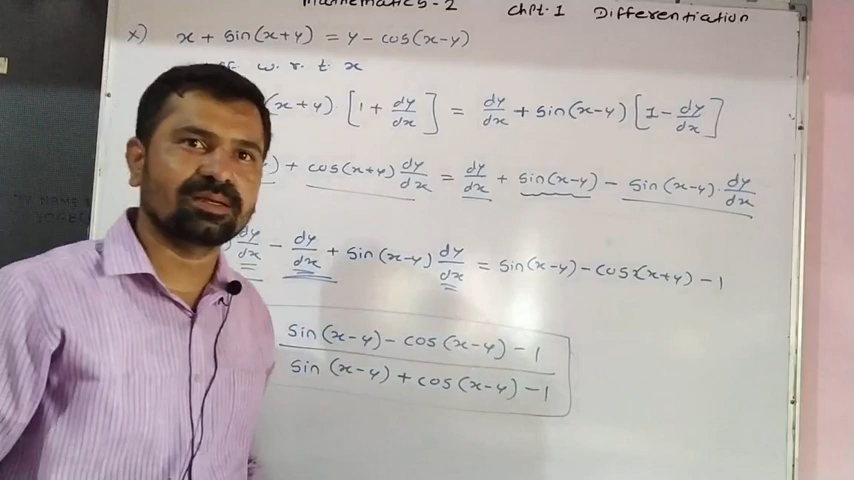 Mathematics-2 Chpt.1 Differentiation
x) x + sin(x+y) = y - cos(x-y)
w. r. t. x
(x+y)·[1 + dy/dx] = dy/dx + sin(x-y)[1 - dy/dx]
) + cos(x+y) dy/dx = dy/dx + sin(x-y) - sin(x-y)· dy/dx
) dy/dx - dy/dx + sin(x-y) dy/dx = sin(x-y) - cos(x+y) - 1
sin(x-y) - cos(x-y) - 1
sin(x-y) + cos(x-y) - 1